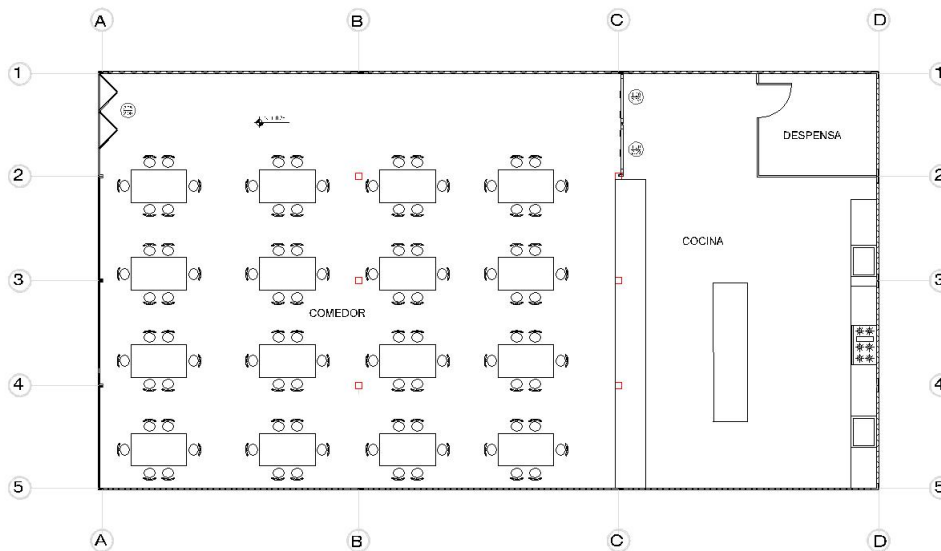 A B C D
1 1
DESPENSA
2 2
COCINA
3 3
COMEDOR
4 4
5 5
A B C D